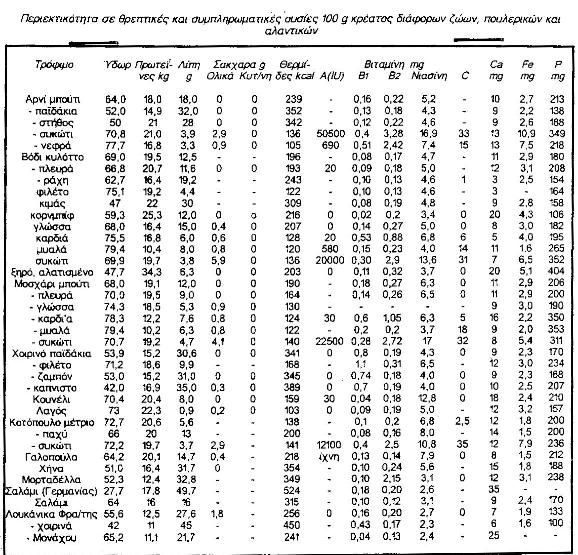 Περιεκτικότητα σε θρεπτικές και συμπληρωματικές ουσίες 100 g κρέατος διάφορων ζώων, πουλερικών και
αλαντικών
Τρόφιμο Ύδωρ Πρωτεΐ- Λίπη Σακχαρα g Θερμί- Βιταμίνη mg Ca Fe P
νες kg g Ολικά Κυτ/νη δες kcal A(IU) B1 B2 Νιασίνη C mg mg mg
Αρνί μπούτι 64,0 18,0 18,0 0 0 239 - 0,16 0,22 5,2 - 10 2,7 213
- παϊδάκια 52,0 14,9 32,0 0 0 352 - 0,13 0,18 4,3 - 9 2,2 138
- στήθος 50 21 28 0 0 342 - 0,12 0,22 4,6 - 9 2,6 188
- συκώτι 70,8 21,0 3,9 2,9 0 136 50500 0,4 3,28 16,9 33 13 10,9 349
- νεφρά 77,7 16,8 3,3 0,9 0 105 690 0,51 2,42 7,4 15 13 7,5 218
Βόδι κυλόττο 69,0 19,5 12,5 - - 196 - 0,08 0,17 4,7 - 11 2,9 180
- πλευρά 66,8 20,7 11,6 0 0 193 20 0,09 0,18 5,0 - 12 3,1 208
- ράχη 62,7 16,4 19,2 - - 243 - 0,16 0,13 4,6 1 3 2,5 154
φιλέτο 75,1 19,2 4,4 - - 122 - 0,10 0,13 4,6 - 3 - 164
κιμάς 47 22 30 - - 309 - 0,08 0,19 4,8 - 9 2,8 158
κορνμπίφ 59,3 25,3 12,0 0 0 216 0 0,02 0,2 3,4 0 20 4,3 106
γλώσσα 68,0 16,4 15,0 0,4 0 207 0 0,14 0,27 5,0 0 8 3,0 182
καρδιά 75,5 16,8 6,0 0,6 0 128 20 0,53 0,88 6,8 6 5 4,0 195
μυαλά 79,4 10,4 8,0 0,8 0 120 580 0,15 0,23 4,0 14 11 1,6 265
συκώτι 69,9 19,7 3,8 5,9 0 136 20000 0,30 2,9 13,6 31 7 6,5 352
ξηρό, αλατισμένο 47,7 34,3 6,3 0 0 203 0 0,11 0,32 3,7 0 20 5,1 404
Μοσχάρι μπούτι 68,0 19,1 12,0 0 0 190 - 0,18 0,27 6,3 0 11 2,9 206
- πλευρά 70,0 19,5 9,0 0 0 164 - 0,14 0,26 6,5 0 11 2,9 200
- γλώσσα 74,3 18,5 5,3 0,9 0 130 - - - - - 9 3,0 190
- καρδι'α 78,3 12,2 7,6 0,8 0 124 30 0,6 1,05 6,3 5 16 2,2 350
- μυαλά 79,4 10,2 6,3 0,8 0 122 - 0,2 0,2 3,7 18 9 2,0 353
- συκώτι 70,7 19,2 4,7 4,1 0 140 22500 0,28 2,72 17 32 8 5,4 311
Χοιρινό παϊδάκια 53,9 15,2 30,6 0 0 341 0 0,8 0,19 4,3 0 9 2,3 170
- φιλέτο 71,2 18,6 9,9 - - 168 - 1,1 0,31 6,5 - 12 3,0 234
- ζαμπόν 53,0 15,2 31,0 0 0 345 0 0,74 0,18 4,0 0 9 2,3 168
- καπνιστο 42,0 16,9 35,0 0,3 0 389 0 0,7 0,19 4,0 0 10 2,5 207
Κουνέλι 70,4 20,4 8,0 0 0 159 30 0,04 0,18 12,8 0 18 2,4 210
Λαγός 73 22,3 0,9 0,2 0 103 0 0,09 0,19 5,0 - 12 3,2 157
Κοτόπουλο μέτριο 72,7 20,6 5,6 - - 138 - 0,1 0,2 6,8 2,5 12 1,8 200
- παχύ 66 20 13 - - 200 - 0,08 0,16 8,0 - 14 1,5 200
- συκώτι 72,2 19,7 3,7 2,9 - 141 12100 0,4 2,5 10,8 35 12 7,9 236
Γαλοπούλα 64,2 20,1 14,7 0,4 - 218 ίχνη 0,13 0,14 7,9 0 8 1,5 212
Χήνα 51,0 16,4 31,7 0 - 354 - 0,10 0,24 5,6 - 15 1,8 188
Μορταδέλλα 52,3 12,4 32,8 - - 349 - 0,10 2,15 3,1 0 12 3,1 238
Σαλάμι (Γερμανίας) 27,7 17,8 49,7 - - 524 - 0,18 0,20 2,6 - 35 - -
Σαλάμι 64 16 16 - - 315 - 0,10 0,12 3,1 - 9 2,4 170
Λουκάνικα Φρα/της 55,6 12,5 27,6 1,8 - 256 0 0,16 0,20 2,7 0 7 1,9 133
- χοιρινά 42 11 45 - - 450 - 0,43 0,17 2,3 - 6 1,6 100
- Μονάχου 65,2 11,1 21,7 - - 241 - 0,04 0,13 2,4 - 25 - -